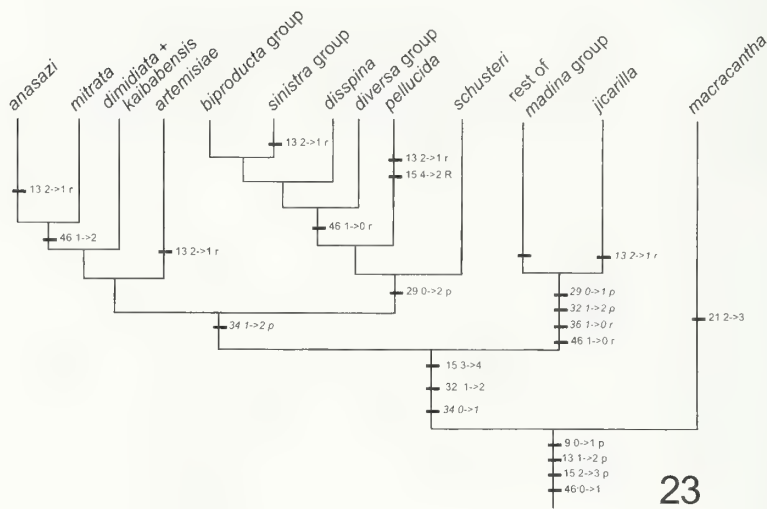 anasazi
mitrata
dimidiata +
kaibabensis
artemisiae
biproducta group
sinistra group
disspina
diversa group
pellucida
schusteri
rest of
madina group
jicarilla
macracantha
13 2->1 r
13 2->1 r
15 4->2 R
13 2->1 r
46 1->0 r
46 1->2
13 2->1 r
13 2->1 r
29 0->2 p
29 0->1 p
32 1->2 p
36 1->0 r
46 1->0 r
34 1->2 p
21 2->3
15 3->4
32 1->2
34 0->1
9 0->1 p
13 1->2 p
15 2->3 p
46 0->1
23